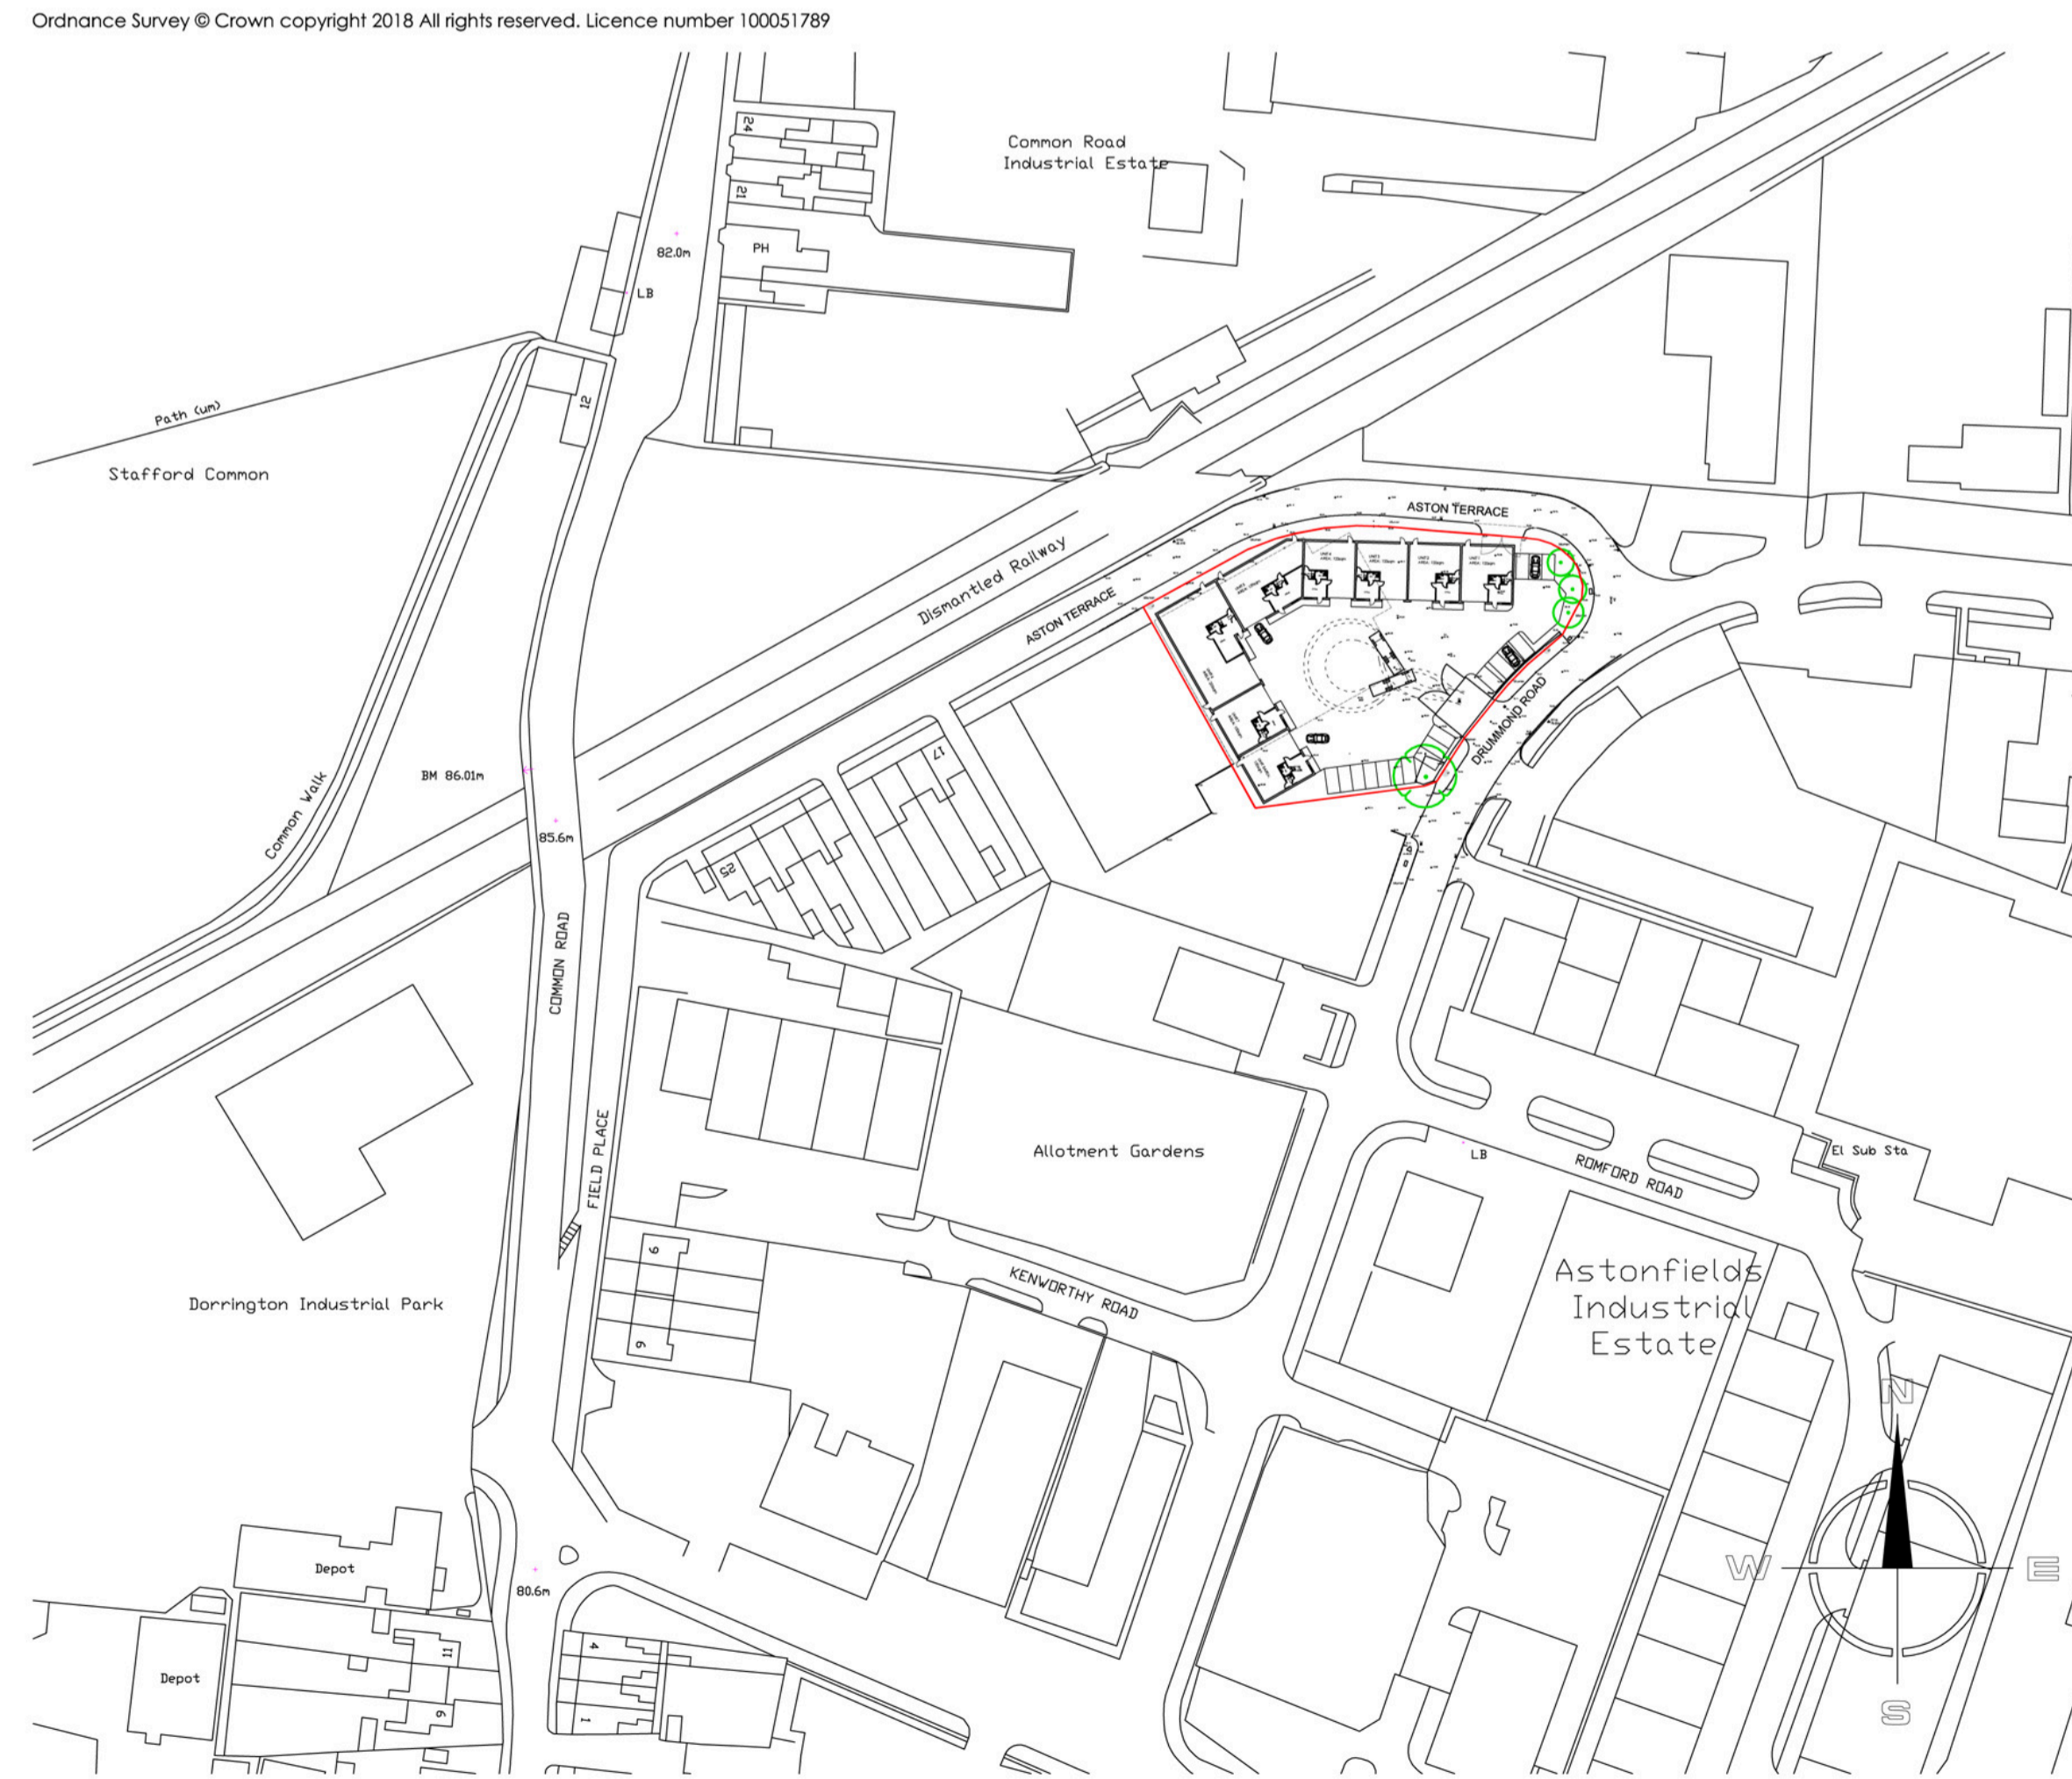 Ordnance Survey © Crown copyright 2018 All rights reserved. Licence number 100051789
24
Common Road
Industrial Estate
21
PH
82.0m
LB
12
Path (um)
Stafford Common
ASTON TERRACE
Dismantled Railway
ASTON TERRACE
DRUMMOND ROAD
17
BM 86.01m
Common Walk
85.6m
25
COMMON ROAD
FIELD PLACE
Allotment Gardens
LB
El Sub Sta
ROMFORD ROAD
9
Astonfields
Industrial
Estate
KENWORTHY ROAD
Dorrington Industrial Park
6
N
W
E
S
Depot
80.6m
Depot
11
4
9
1